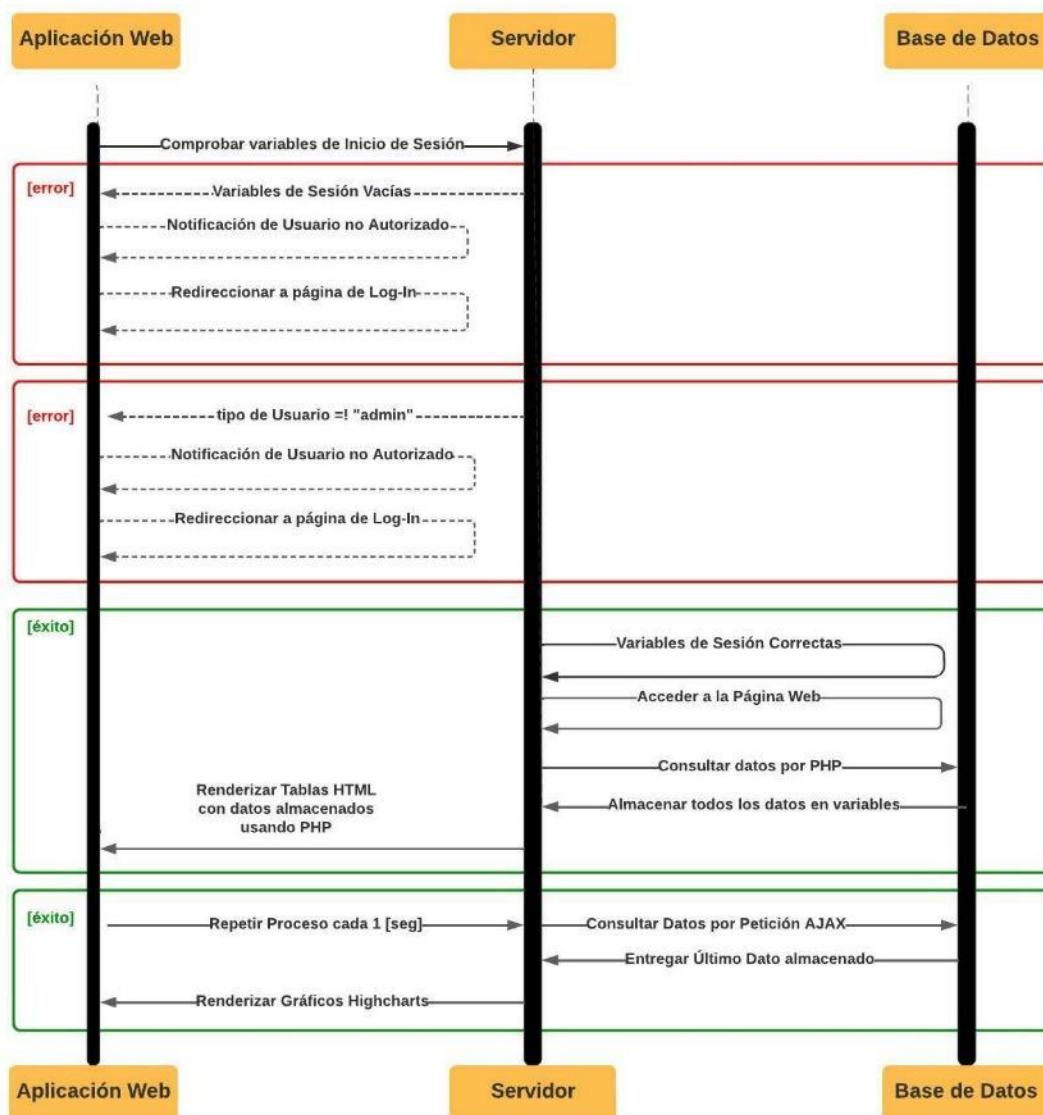 Aplicación Web
Servidor
Base de Datos
Comprobar variables de Inicio de Sesión
[error]
Variables de Sesión Vacías
Notificación de Usuario no Autorizado
Redireccionar a página de Log-In
[error]
tipo de Usuario =! "admin"
Notificación de Usuario no Autorizado
Redireccionar a página de Log-In
[éxito]
Variables de Sesión Correctas
Acceder a la Página Web
Consultar datos por PHP
Almacenar todos los datos en variables
Renderizar Tablas HTML
con datos almacenados
usando PHP
[éxito]
Repetir Proceso cada 1 [seg]
Consultar Datos por Petición AJAX
Entregar Último Dato almacenado
Renderizar Gráficos Highcharts
Aplicación Web
Servidor
Base de Datos